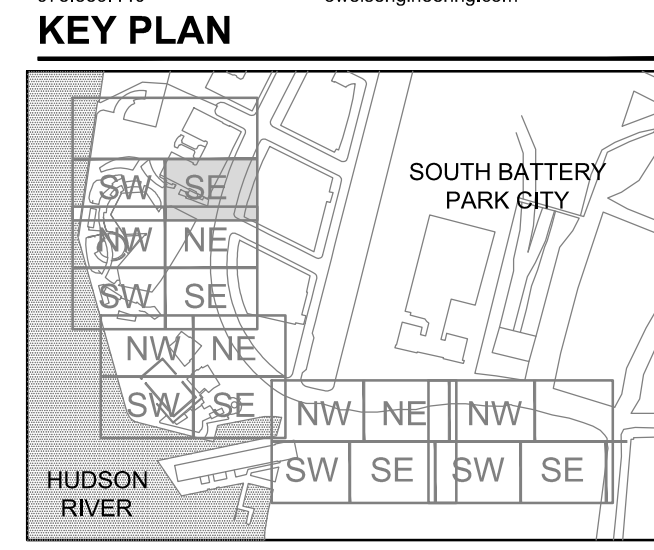 KEY PLAN
SOUTH BATTERY
PARK CITY
SW SE
NW NE
SW SE
NW NE
SW SE
NW NE NW
SW SE SW SE
HUDSON
RIVER